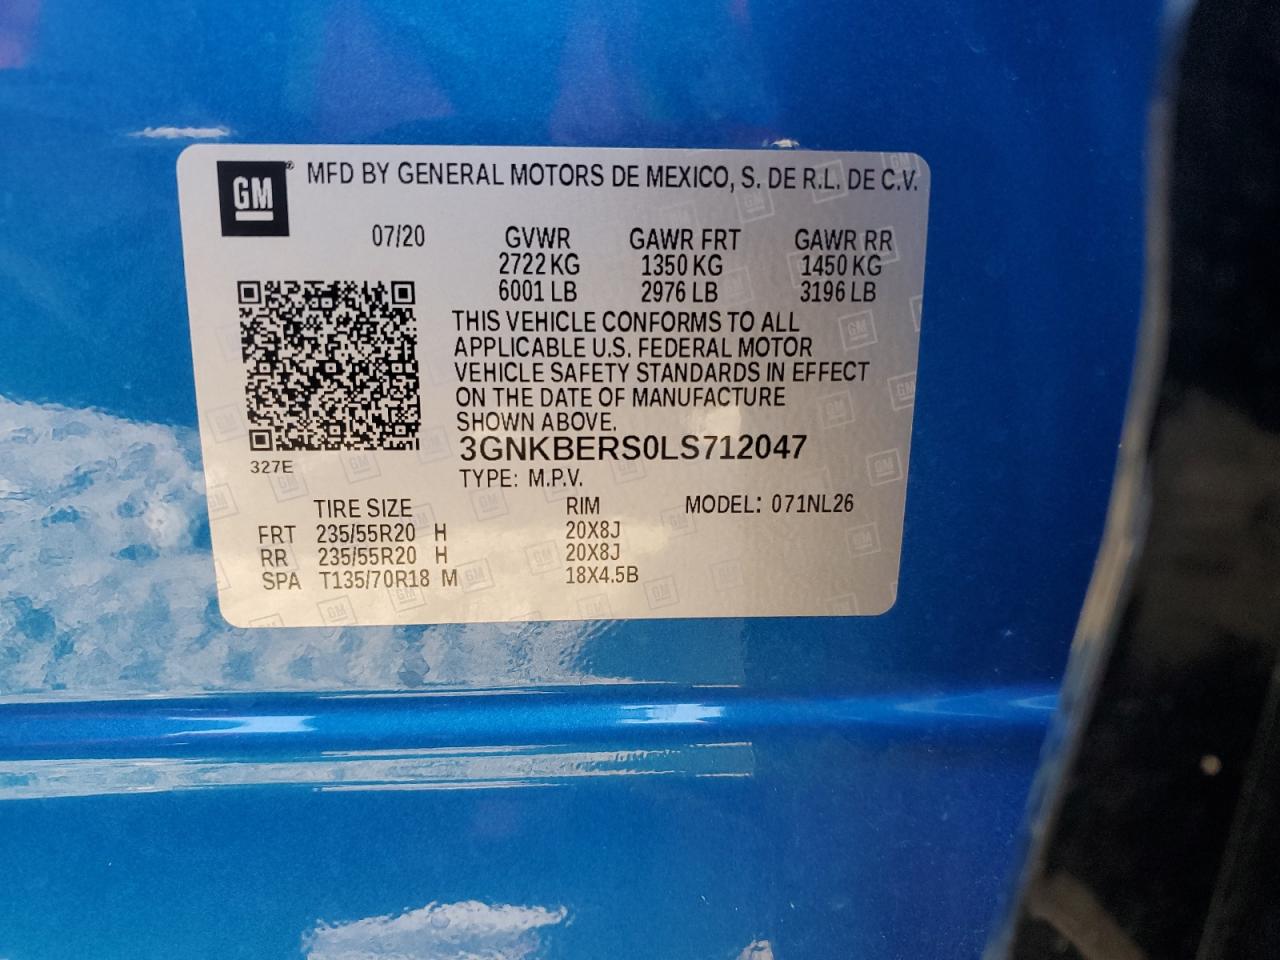 GM® MFD BY GENERAL MOTORS DE MEXICO, S. DE R.L. DE C.V.
07/20 GVWR GAWR FRT GAWR RR
2722 KG 1350 KG 1450 KG
6001 LB 2976 LB 3196 LB
THIS VEHICLE CONFORMS TO ALL
APPLICABLE U.S. FEDERAL MOTOR
VEHICLE SAFETY STANDARDS IN EFFECT
ON THE DATE OF MANUFACTURE
SHOWN ABOVE.
3GNKBERS0LS712047
327E
TYPE: M.P.V.
TIRE SIZE RIM MODEL: 071NL26
FRT 235/55R20 H 20X8J
RR 235/55R20 H 20X8J
SPA T135/70R18 M 18X4.5B